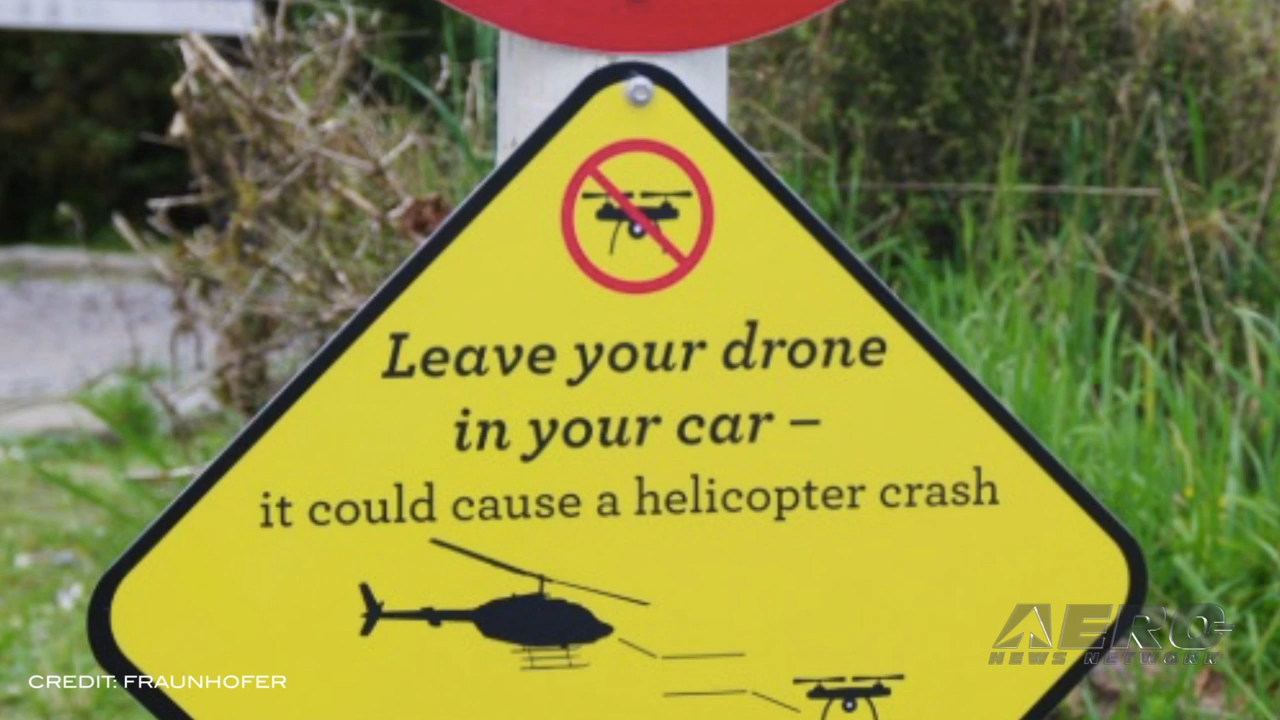 Leave your drone
in your car –
it could cause a helicopter crash
AERO
NEWS NETWORK
CREDIT: FRAUNHOFER